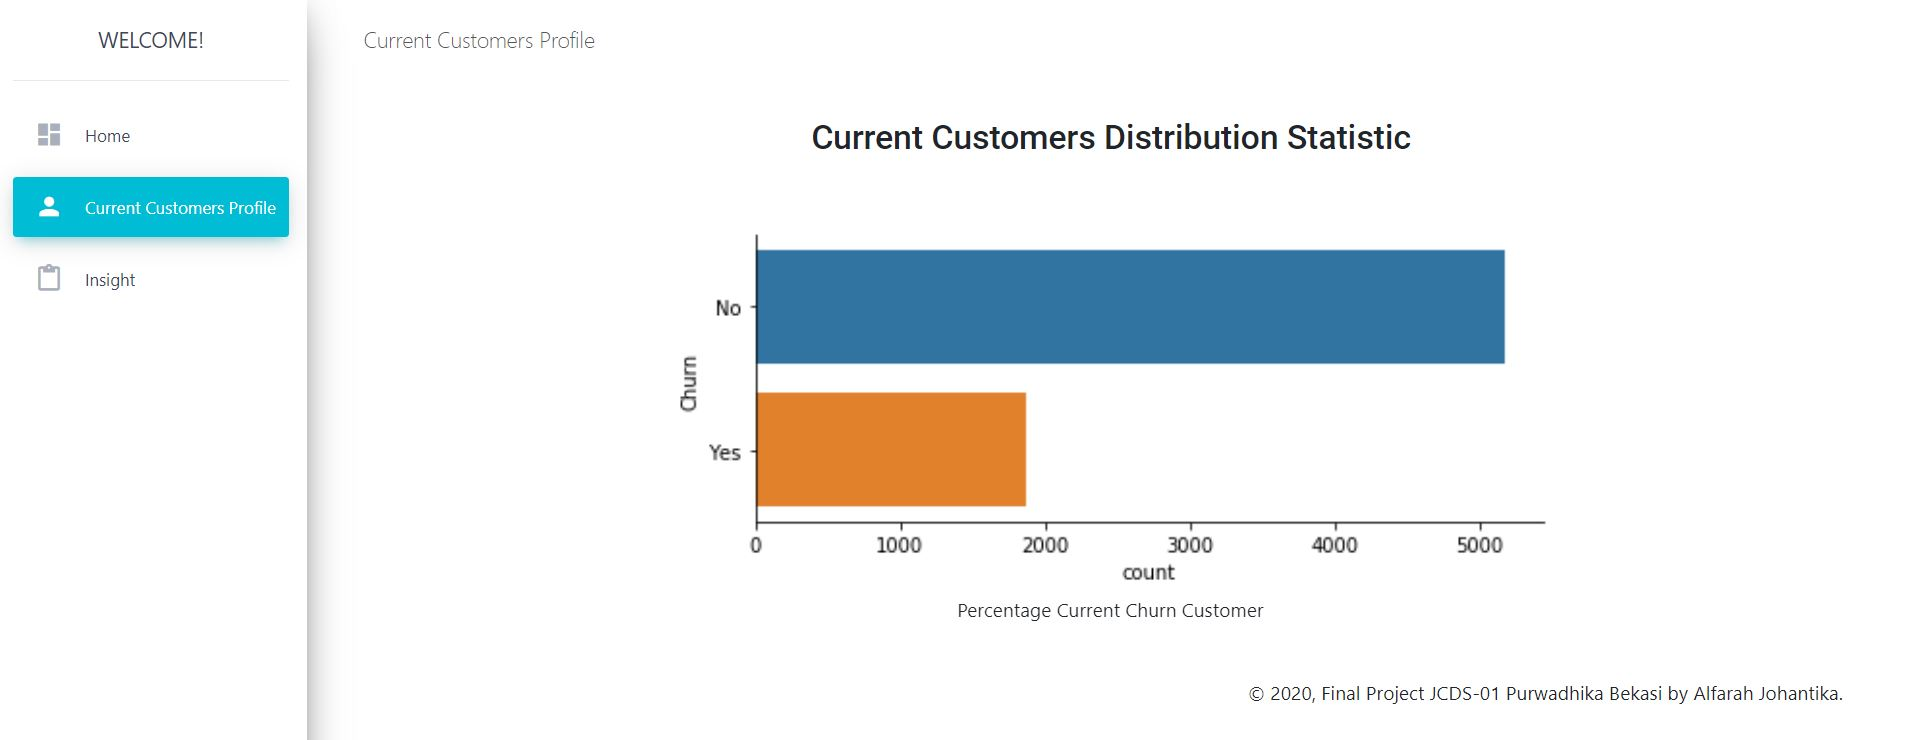 WELCOME!
Home
Current Customers Profile
Insight
Current Customers Profile
Current Customers Distribution Statistic
Churn
No
Yes
0 1000 2000 3000 4000 5000
count
Percentage Current Churn Customer
© 2020, Final Project JCDS-01 Purwadhika Bekasi by Alfarah Johantika.